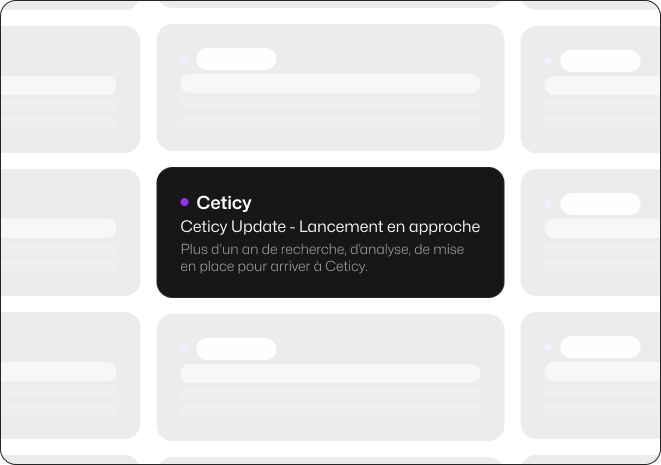 Ceticy
Ceticy Update - Lancement en approche
Plus d'un an de recherche, d'analyse, de mise
en place pour arriver à Ceticy.